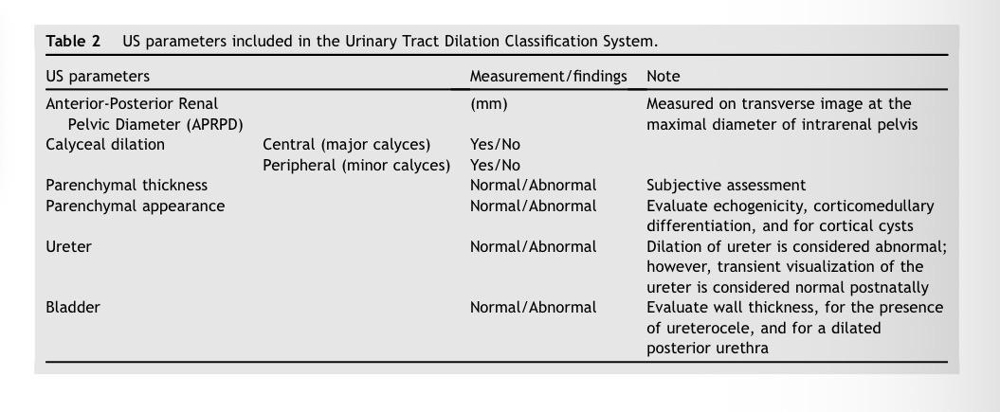 Table 2 US parameters included in the Urinary Tract Dilation Classification System.
US parameters Measurement/findings Note
Anterior-Posterior Renal (mm) Measured on transverse image at the
Pelvic Diameter (APRPD) maximal diameter of intrarenal pelvis
Calyceal dilation Central (major calyces) Yes/No
Peripheral (minor calyces) Yes/No
Parenchymal thickness Normal/Abnormal Subjective assessment
Parenchymal appearance Normal/Abnormal Evaluate echogenicity, corticomedullary
differentiation, and for cortical cysts
Ureter Normal/Abnormal Dilation of ureter is considered abnormal;
however, transient visualization of the
ureter is considered normal postnatally
Bladder Normal/Abnormal Evaluate wall thickness, for the presence
of ureterocele, and for a dilated
posterior urethra